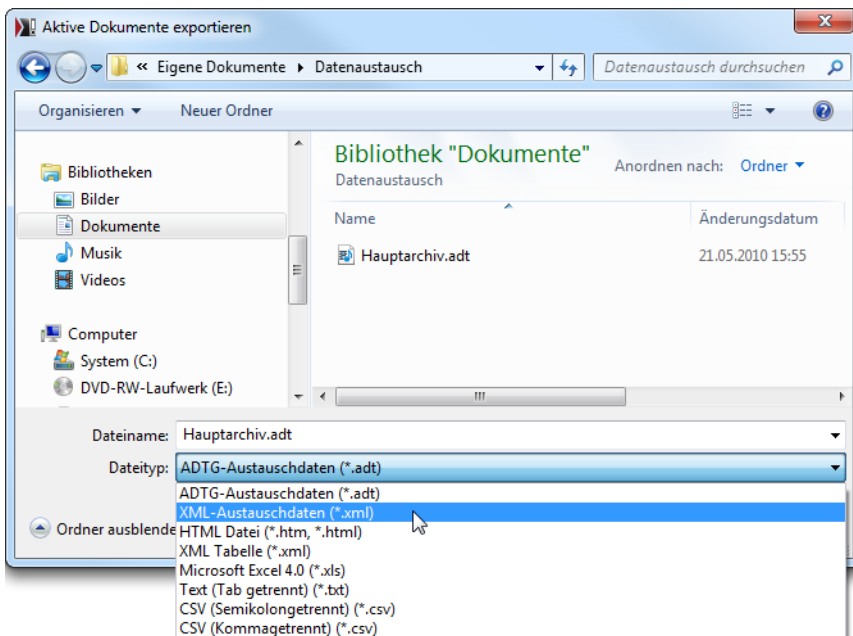 Aktive Dokumente exportieren
« Eigene Dokumente Datenaustausch Datenaustausch durchsuchen
Organisieren Neuer Ordner
Bibliotheken
Bilder
Dokumente
Musik
Videos
Computer
System (C:)
DVD-RW-Laufwerk (E:)
Bibliothek "Dokumente"
Datenaustausch
Anordnen nach: Ordner
Name Änderungsdatum
Hauptarchiv.adt 21.05.2010 15:55
Dateiname: Hauptarchiv.adt
Dateityp: ADTG-Austauschdaten (*.adt)
ADTG-Austauschdaten (*.adt)
XML-Austauschdaten (*.xml)
Ordner ausblende
HTML Datei (*.htm, *.html)
XML Tabelle (*.xml)
Microsoft Excel 4.0 (*.xls)
Text (Tab getrennt) (*.txt)
CSV (Semikolongetrennt) (*.csv)
CSV (Kommagetrennt) (*.csv)